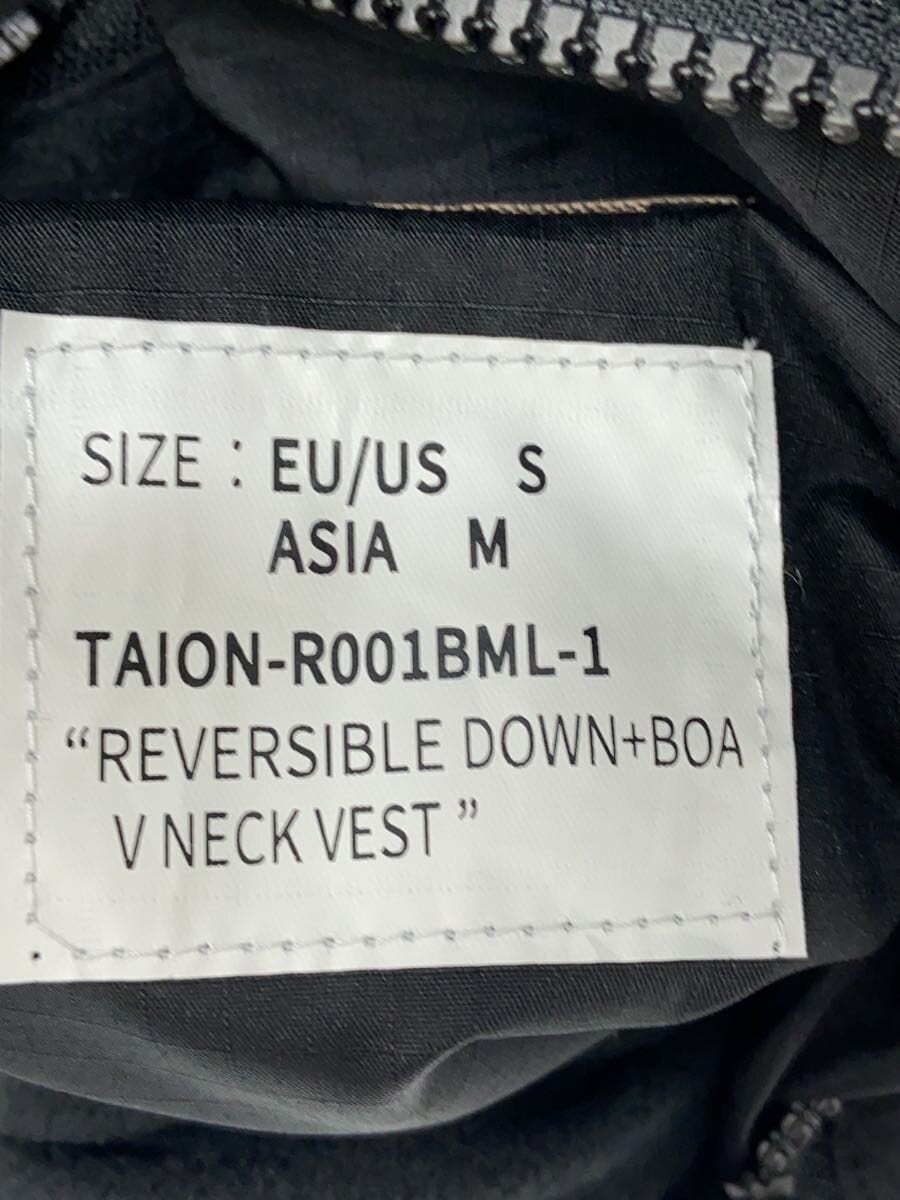 SIZE : EU/US S
ASIA M
TAION-R001BML-1
“REVERSIBLE DOWN+BOA
V NECK VEST”